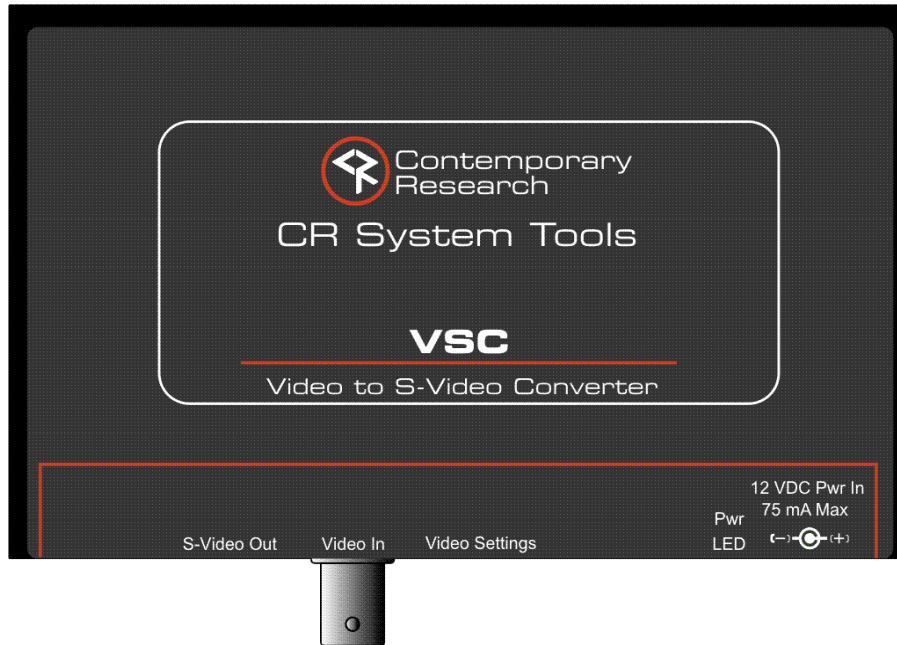 Contemporary
Research
CR System Tools
VSC
Video to S-Video Converter
12 VDC Pwr In
75 mA Max
Pwr
LED
(−) (+)
S-Video Out
Video In
Video Settings